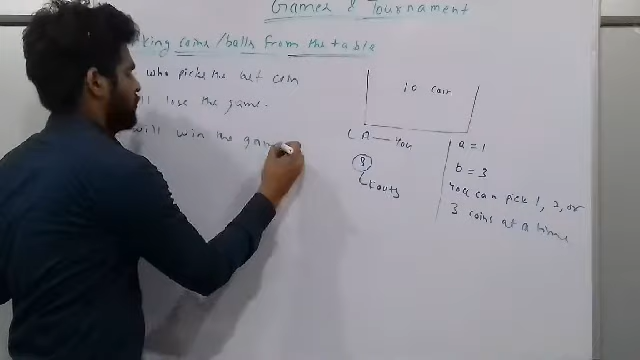 Games & Tournament
king coins/balls from the table
who picks the last coin
ll lose the game.
will win the gam
10 coin
A — You
B
a = 1
b = 3
You can pick 1, 2, or
3 coins at a time